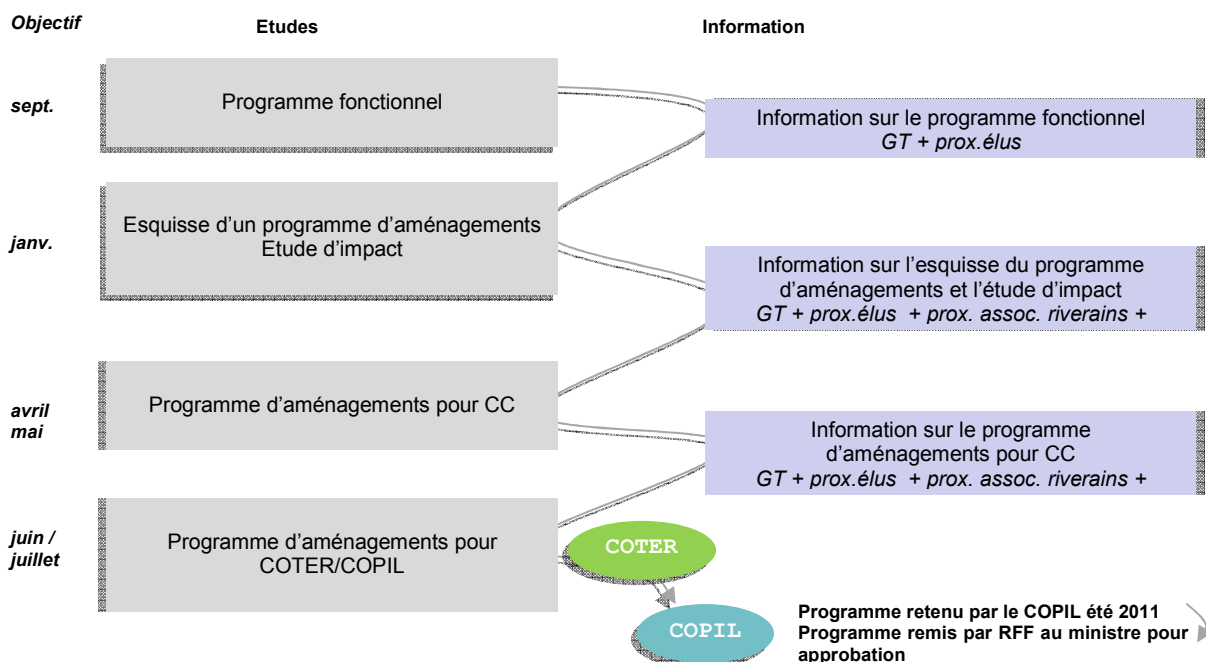 Objectif
Etudes
Information
sept.
Programme fonctionnel
Information sur le programme fonctionnel
GT + prox.élus
janv.
Esquisse d'un programme d'aménagements
Etude d'impact
Information sur l'esquisse du programme
d'aménagements et l'étude d'impact
GT + prox.élus + prox. assoc. riverains +
avril
mai
Programme d'aménagements pour CC
Information sur le programme
d'aménagements pour CC
GT + prox.élus + prox. assoc. riverains +
juin /
juillet
Programme d'aménagements pour
COTER/COPIL
COTER
COPIL
Programme retenu par le COPIL été 2011
Programme remis par RFF au ministre pour
approbation